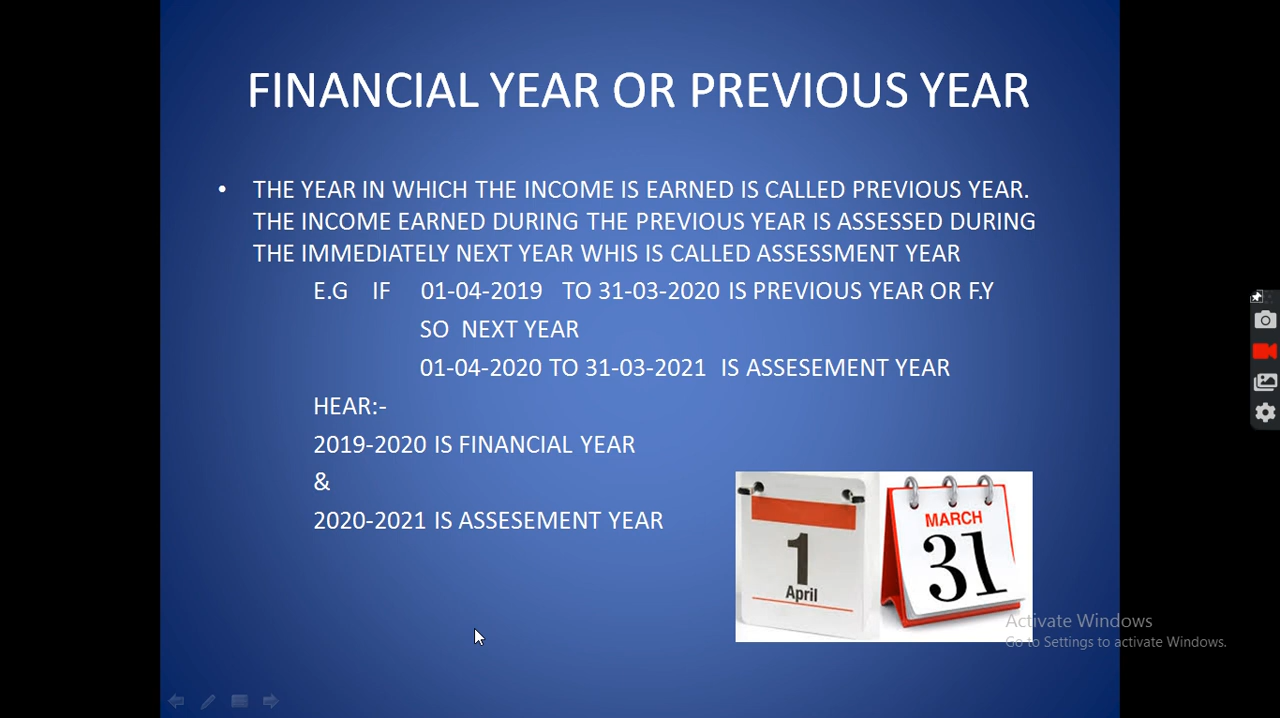 FINANCIAL YEAR OR PREVIOUS YEAR
• THE YEAR IN WHICH THE INCOME IS EARNED IS CALLED PREVIOUS YEAR.
THE INCOME EARNED DURING THE PREVIOUS YEAR IS ASSESSED DURING
THE IMMEDIATELY NEXT YEAR WHIS IS CALLED ASSESSMENT YEAR
E.G IF 01-04-2019 TO 31-03-2020 IS PREVIOUS YEAR OR F.Y
SO NEXT YEAR
01-04-2020 TO 31-03-2021 IS ASSESEMENT YEAR
HEAR:-
2019-2020 IS FINANCIAL YEAR
&
2020-2021 IS ASSESEMENT YEAR
1
April
MARCH
31
Activate Windows
Go to Settings to activate Windows.